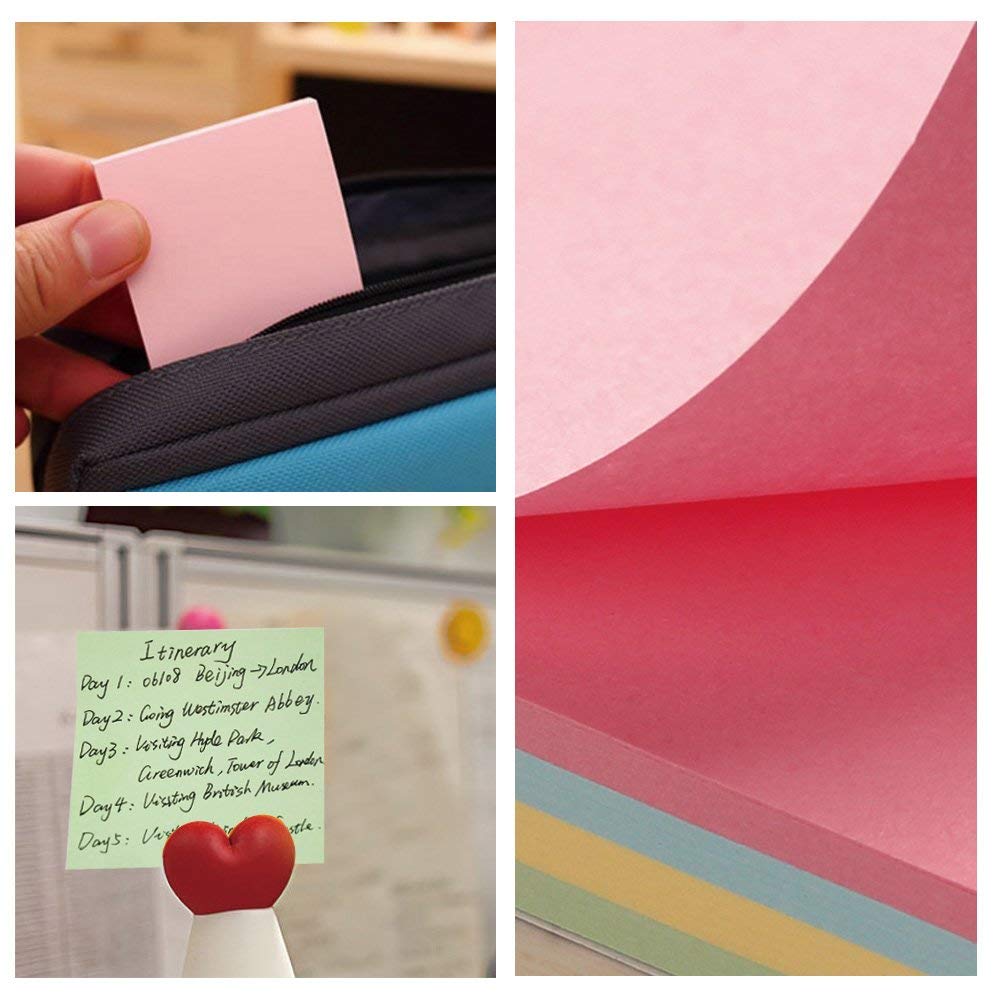 Itinerary
Day 1: 06108 Beijing →London
Day2: Going Westimster Abbey.
Day3: Visiting Hyde Park,
Greenwich, Tower of London
Day4: Visiting British Museum.
Day5: